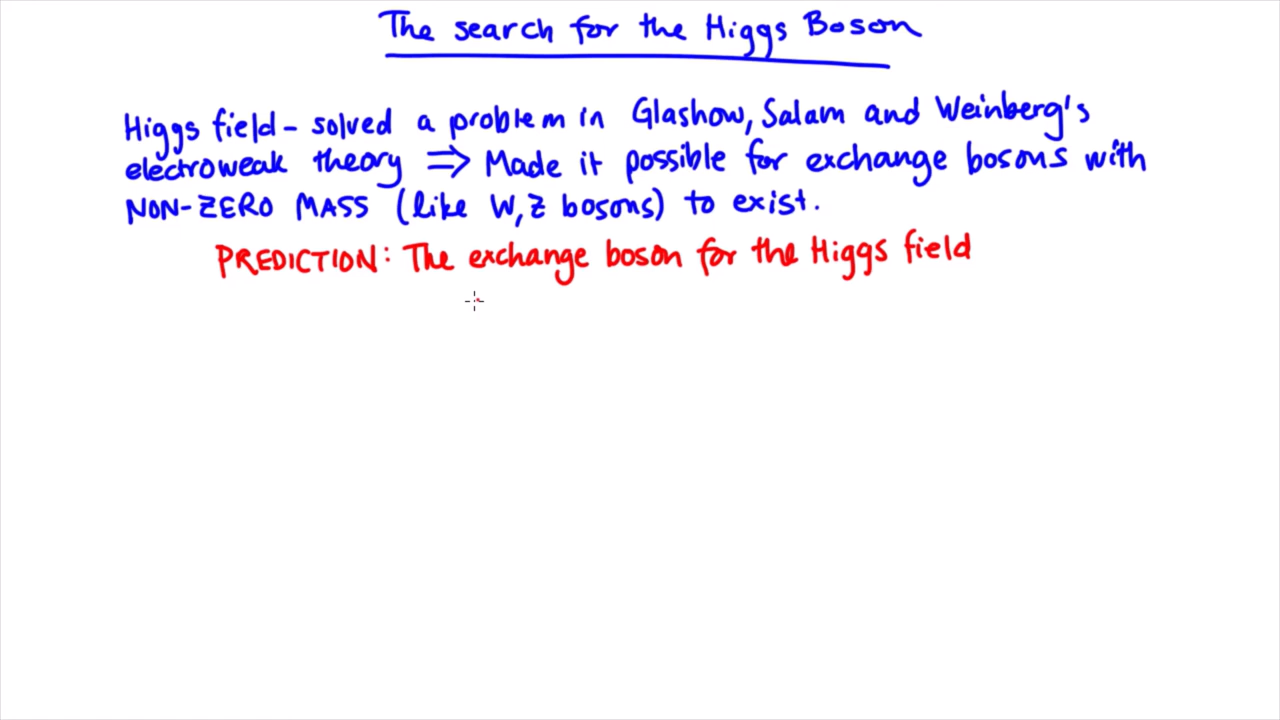 The search for the Higgs Boson
Higgs field - solved a problem in Glashow, Salam and Weinberg's
electroweak theory ⇒ Made it possible for exchange bosons with
NON-ZERO MASS (like W, Z bosons) to exist.
PREDICTION: The exchange boson for the Higgs field